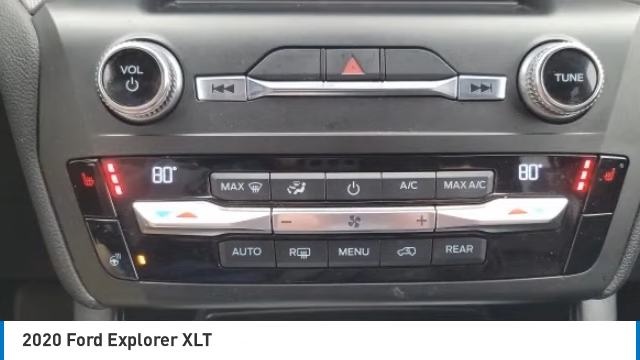 VOL
TUNE
80°
80°
MAX
A/C
MAX A/C
AUTO
R
MENU
REAR
2020 Ford Explorer XLT